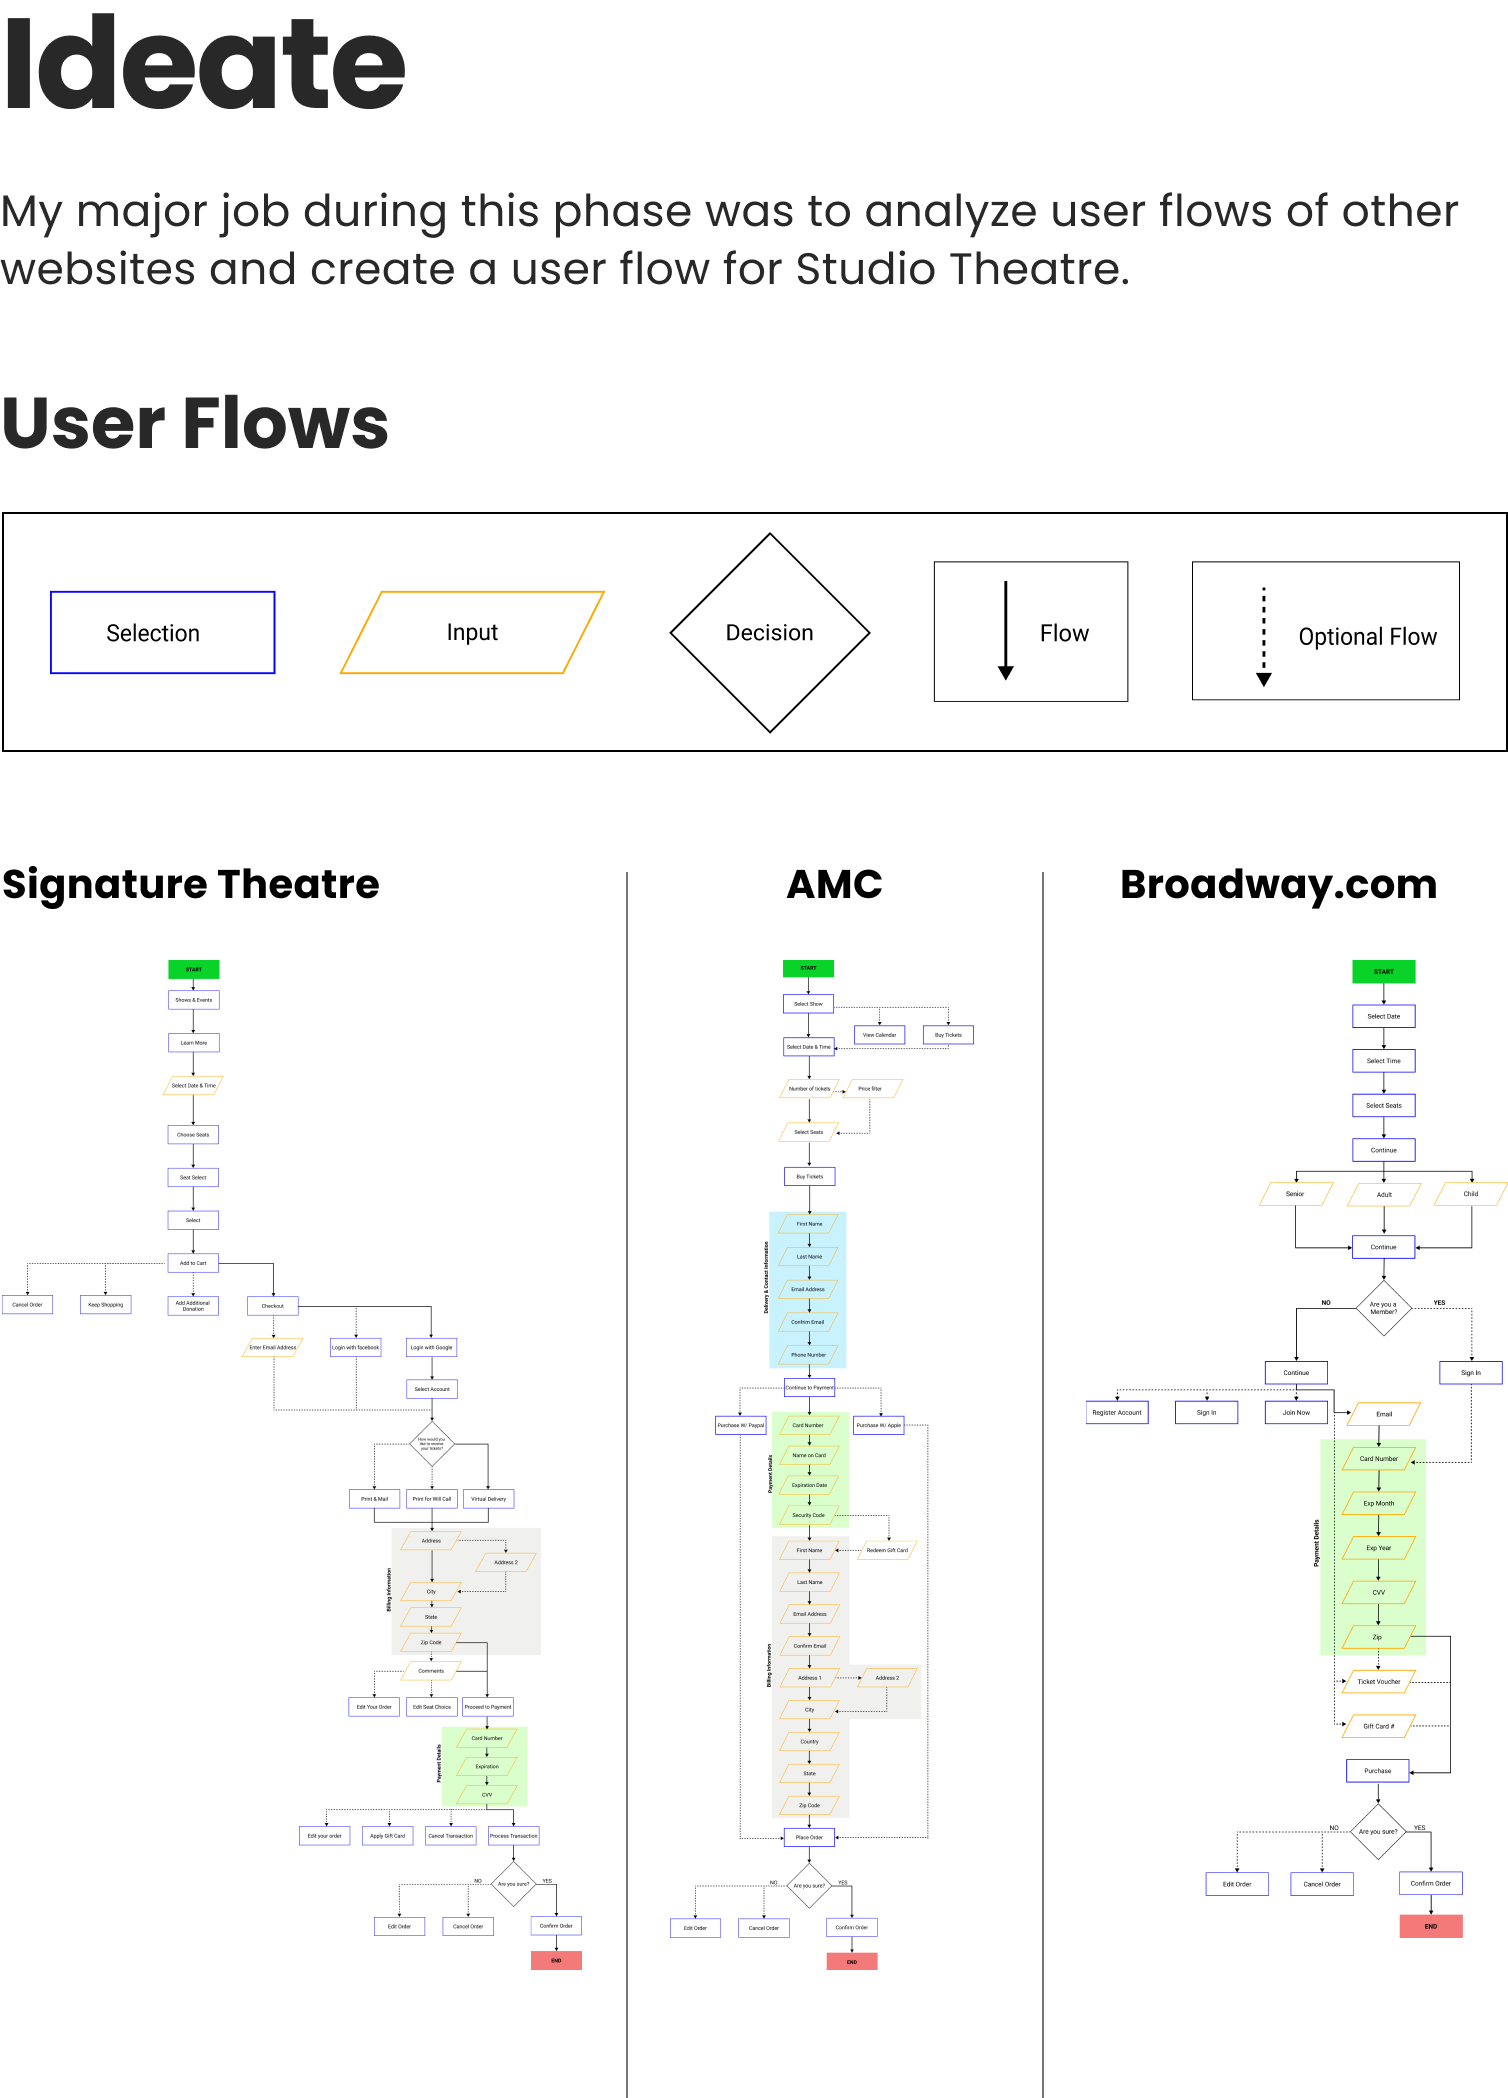 Ideate
My major job during this phase was to analyze user flows of other
websites and create a user flow for Studio Theatre.
User Flows
Selection
Input
Decision
Flow
Optional Flow
Signature Theatre
START
Shows & Events
Learn More
Select Date & Time
Choose Seats
Seat Select
Select
Add to Cart
Cancel Order
Keep Shopping
Add Additional
Donation
Checkout
Enter Email Address
Login with facebook
Login with Google
Select Account
How would you
like to receive
your tickets?
Print & Mail
Print for Will Call
Virtual Delivery
Billing Information
Address
Address 2
City
State
Zip Code
Comments
Edit Your Order
Edit Seat Choice
Proceed to Payment
Payment Details
Card Number
Expiration
CVV
Edit your order
Apply Gift Card
Cancel Transaction
Process Transaction
Are you sure?
NO
YES
Edit Order
Cancel Order
Confirm Order
END
AMC
START
Select Show
View Calendar
Buy Tickets
Select Date & Time
Number of tickets
Price filter
Select Seats
Buy Tickets
Delivery & Contact Information
First Name
Last Name
Email Address
Confrim Email
Phone Number
Continue to Payment
Purchase W/ Paypal
Purchase W/ Apple
Payment Details
Card Number
Name on Card
Expiration Date
Security Code
Redeem Gift Card
Billing Information
First Name
Last Name
Email Address
Confirm Email
Address 1
Address 2
City
Country
State
Zip Code
Place Order
Are you sure?
NO
YES
Edit Order
Cancel Order
Confirm Order
END
Broadway.com
START
Select Date
Select Time
Select Seats
Continue
Senior
Adult
Child
Continue
Are you a
Member?
NO
YES
Continue
Sign In
Register Account
Sign In
Join Now
Email
Payment Details
Card Number
Exp Month
Exp Year
CVV
Zip
Ticket Voucher
Gift Card #
Purchase
Are you sure?
NO
YES
Edit Order
Cancel Order
Confirm Order
END